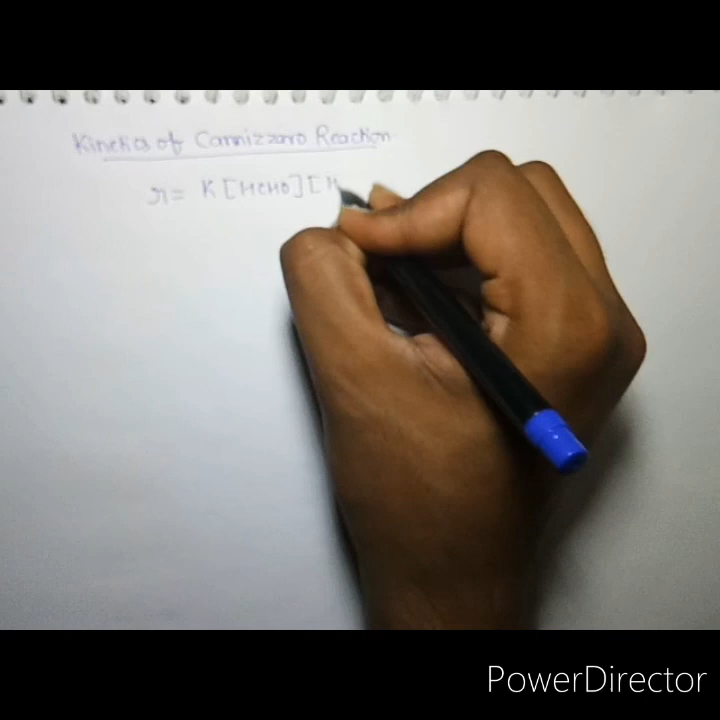 Kinetics of Cannizzaro Reaction
r = K [HCHO] [H
PowerDirector